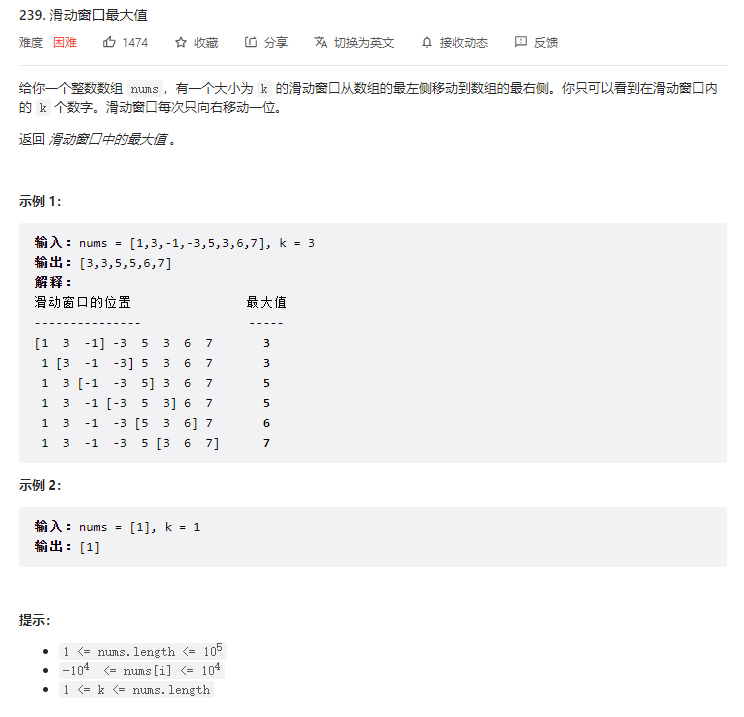 239. 滑动窗口最大值
难度 困难 1474 收藏 分享 切换为英文 接收动态 反馈
给你一个整数数组 nums，有一个大小为 k 的滑动窗口从数组的最左侧移动到数组的最右侧。你只可以看到在滑动窗口内
的 k 个数字。滑动窗口每次只向右移动一位。
返回 滑动窗口中的最大值 。
示例 1：
输入：nums = [1,3,-1,-3,5,3,6,7], k = 3
输出：[3,3,5,5,6,7]
解释：
滑动窗口的位置 最大值
--------------- -----
[1 3 -1] -3 5 3 6 7 3
1 [3 -1 -3] 5 3 6 7 3
1 3 [-1 -3 5] 3 6 7 5
1 3 -1 [-3 5 3] 6 7 5
1 3 -1 -3 [5 3 6] 7 6
1 3 -1 -3 5 [3 6 7] 7
示例 2：
输入：nums = [1], k = 1
输出：[1]
提示：
• 1 <= nums.length <= 10⁵
• -10⁴ <= nums[i] <= 10⁴
• 1 <= k <= nums.length